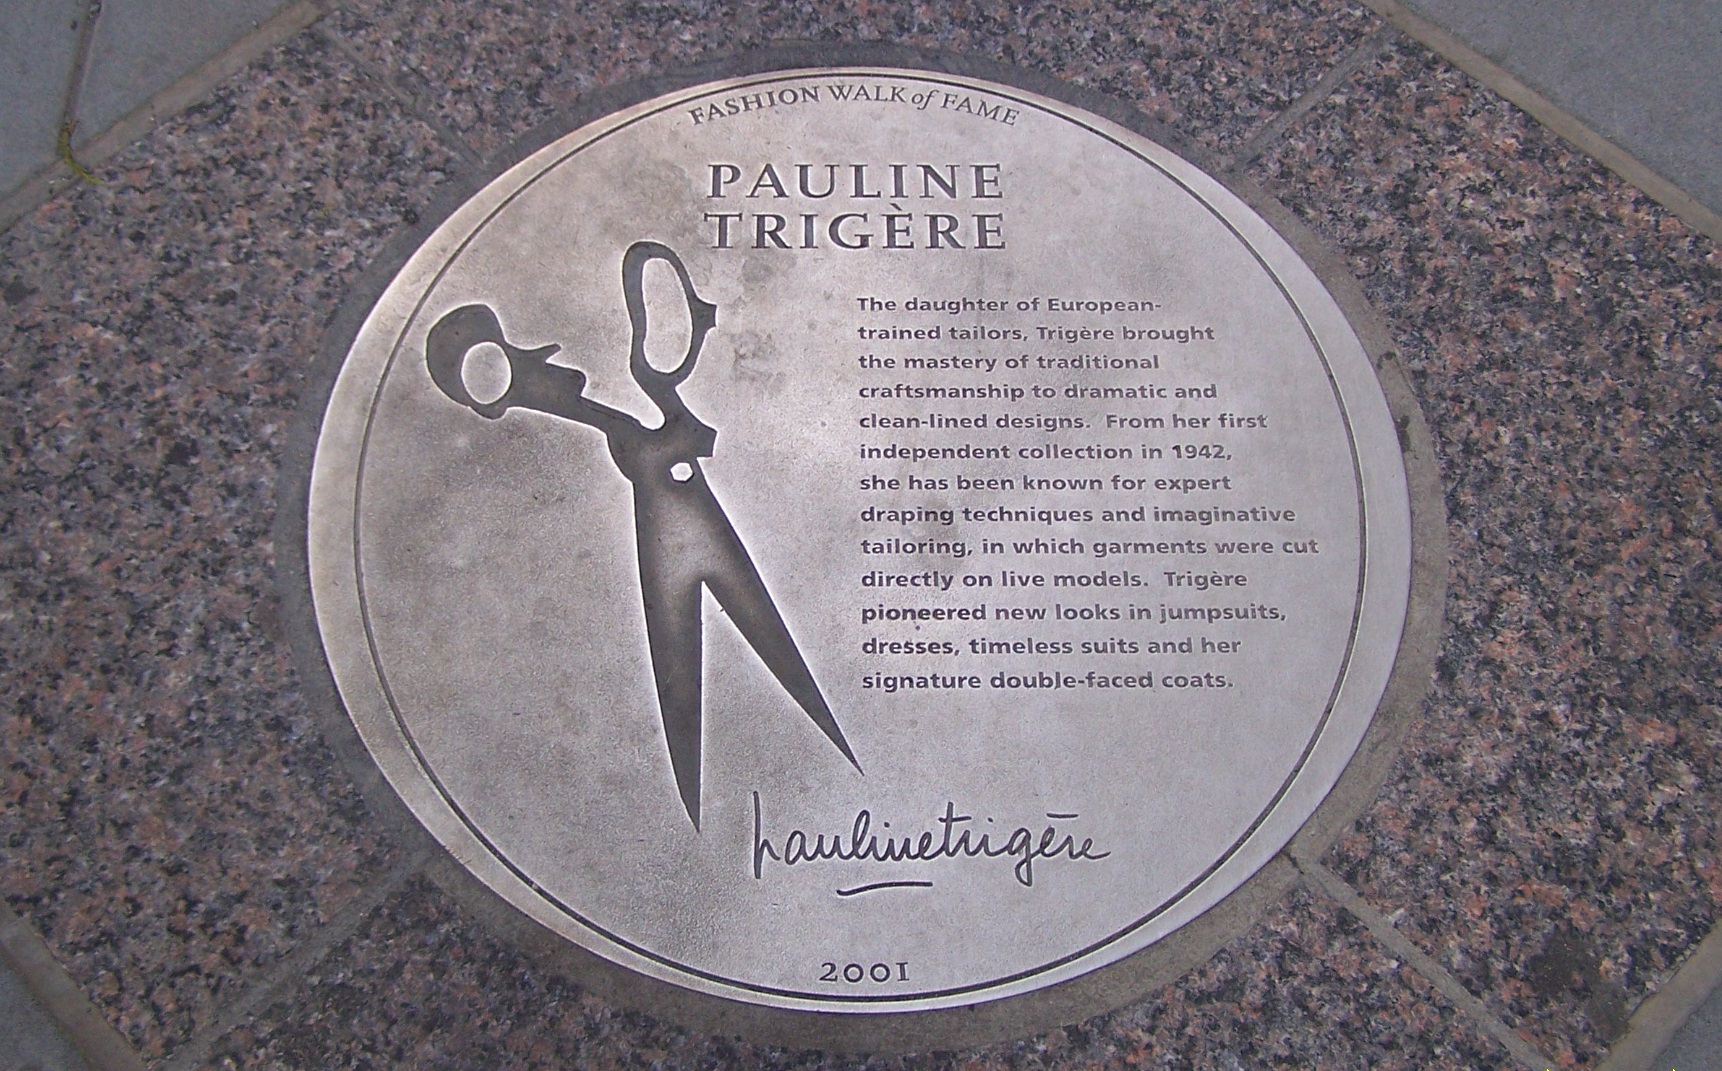 FASHION WALK of FAME
PAULINE
TRIGÈRE
The daughter of European-
trained tailors, Trigère brought
the mastery of traditional
craftsmanship to dramatic and
clean-lined designs. From her first
independent collection in 1942,
she has been known for expert
draping techniques and imaginative
tailoring, in which garments were cut
directly on live models. Trigère
pioneered new looks in jumpsuits,
dresses, timeless suits and her
signature double-faced coats.
paulinetrigère
2001